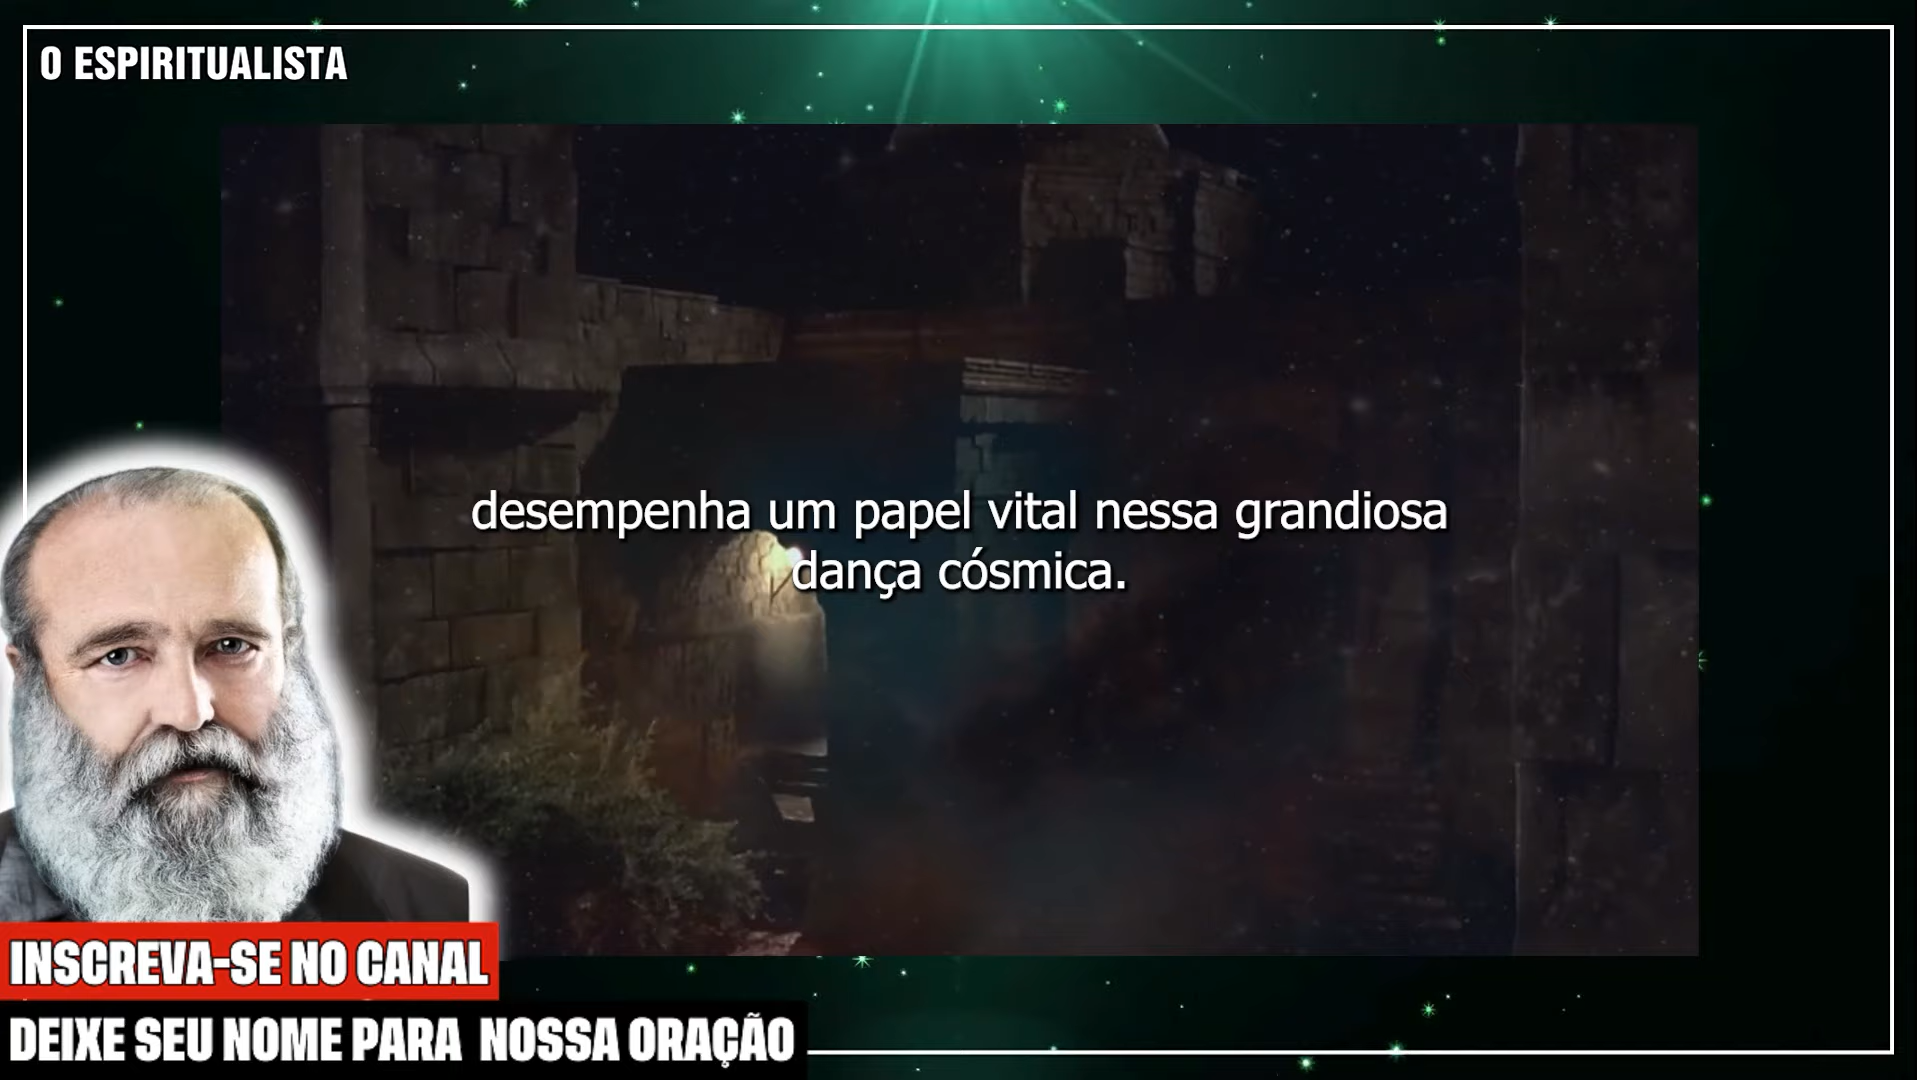 O ESPIRITUALISTA
desempenha um papel vital nessa grandiosa
dança cósmica.
INSCREVA-SE NO CANAL
DEIXE SEU NOME PARA NOSSA ORAÇÃO